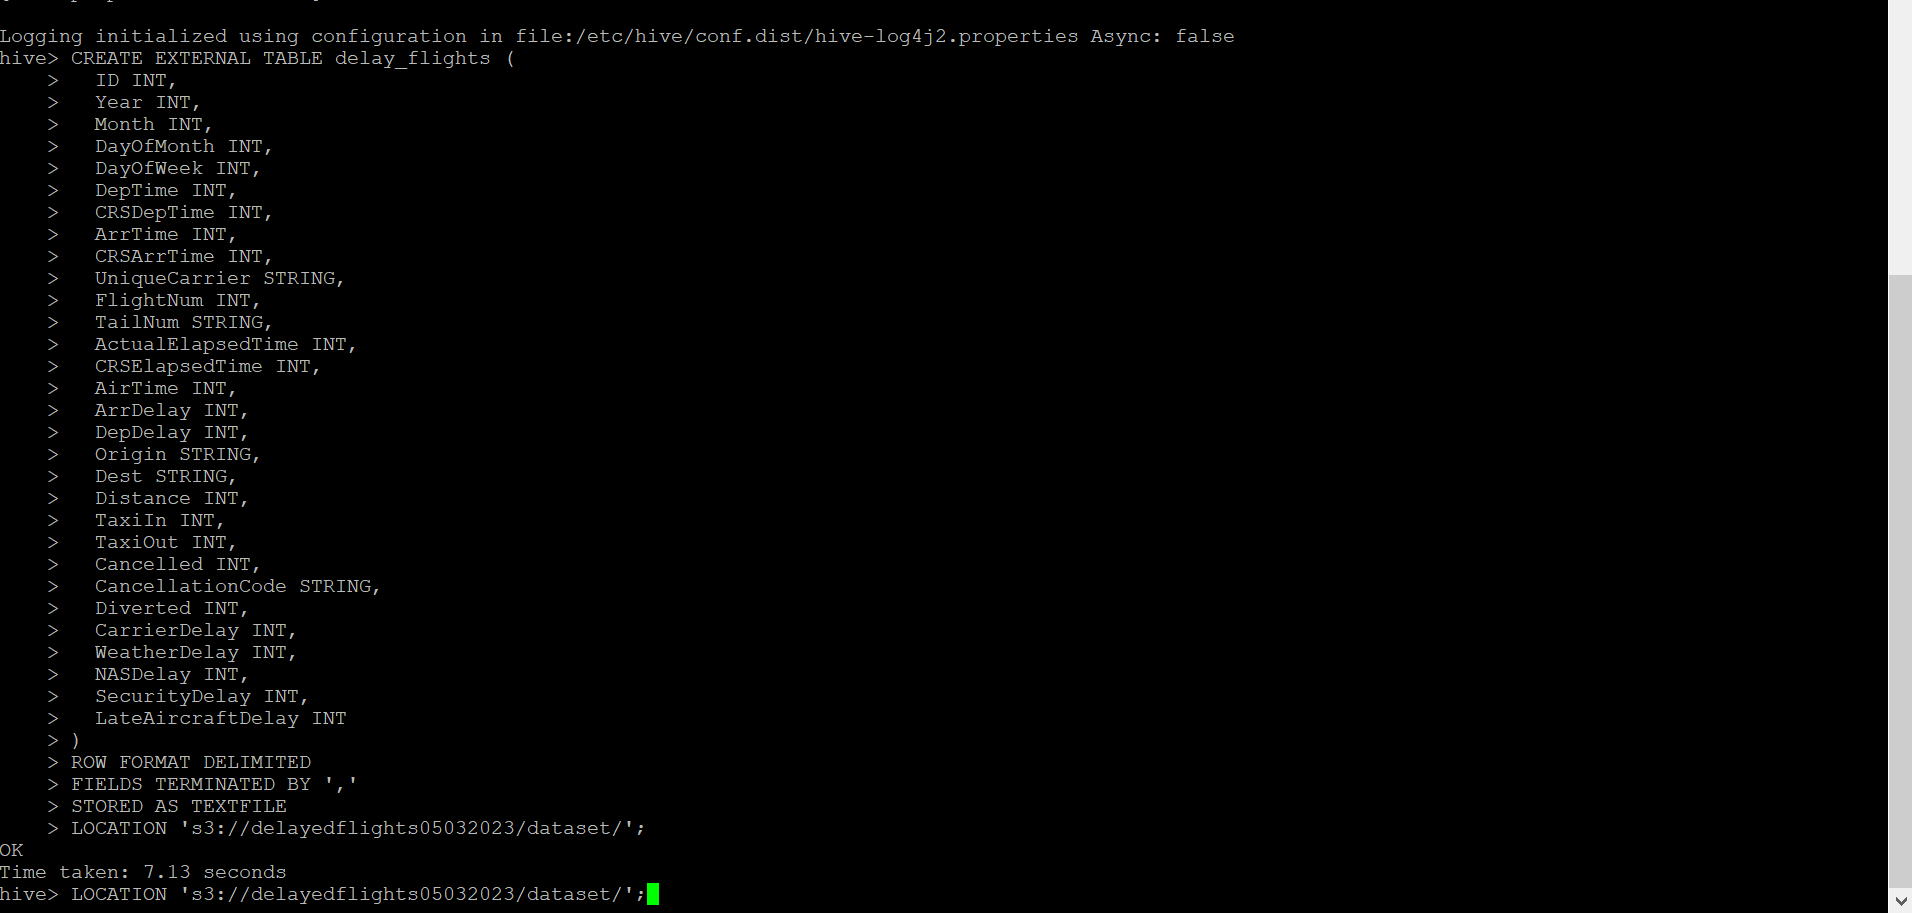 Logging initialized using configuration in file:/etc/hive/conf.dist/hive-log4j2.properties Async: false
hive> CREATE EXTERNAL TABLE delay_flights (
    >   ID INT,
    >   Year INT,
    >   Month INT,
    >   DayOfMonth INT,
    >   DayOfWeek INT,
    >   DepTime INT,
    >   CRSDepTime INT,
    >   ArrTime INT,
    >   CRSArrTime INT,
    >   UniqueCarrier STRING,
    >   FlightNum INT,
    >   TailNum STRING,
    >   ActualElapsedTime INT,
    >   CRSElapsedTime INT,
    >   AirTime INT,
    >   ArrDelay INT,
    >   DepDelay INT,
    >   Origin STRING,
    >   Dest STRING,
    >   Distance INT,
    >   TaxiIn INT,
    >   TaxiOut INT,
    >   Cancelled INT,
    >   CancellationCode STRING,
    >   Diverted INT,
    >   CarrierDelay INT,
    >   WeatherDelay INT,
    >   NASDelay INT,
    >   SecurityDelay INT,
    >   LateAircraftDelay INT
    > )
    > ROW FORMAT DELIMITED
    > FIELDS TERMINATED BY ','
    > STORED AS TEXTFILE
    > LOCATION 's3://delayedflights05032023/dataset/';
OK
Time taken: 7.13 seconds
hive> LOCATION 's3://delayedflights05032023/dataset/';